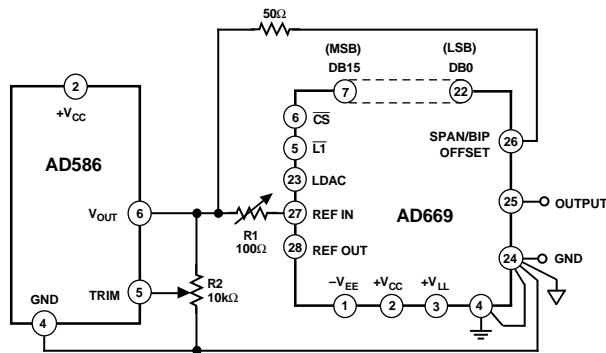 50Ω
(MSB)
DB15
(LSB)
DB0
7
22
2
+VCC
AD586
6
CS
5
L1
23
LDAC
27
REF IN
28
REF OUT
AD669
SPAN/BIP
OFFSET
26
25
OUTPUT
24
GND
VOUT
6
R1
100Ω
TRIM
5
R2
10kΩ
GND
4
–VEE
+VCC
+VLL
1
2
3
4